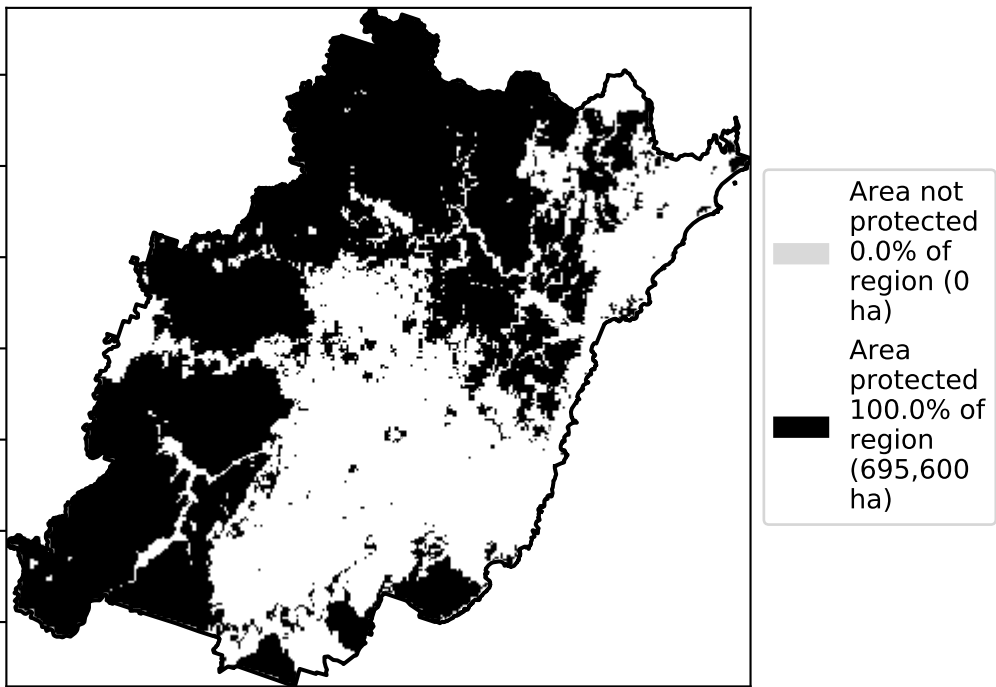 Area not
protected
0.0% of
region (0
ha)
Area
protected
100.0% of
region
(695,600
ha)